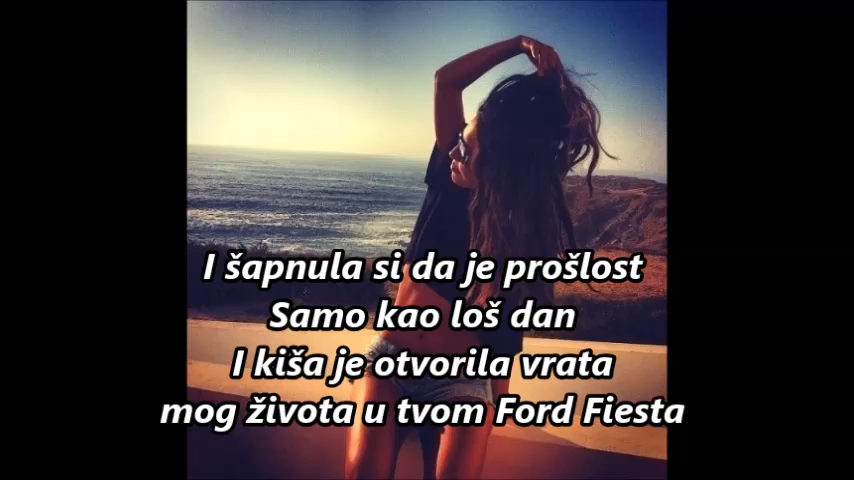 I šapnula si da je prošlost
Samo kao loš dan
I kiša je otvorila vrata
mog života u tvom Ford Fiesta